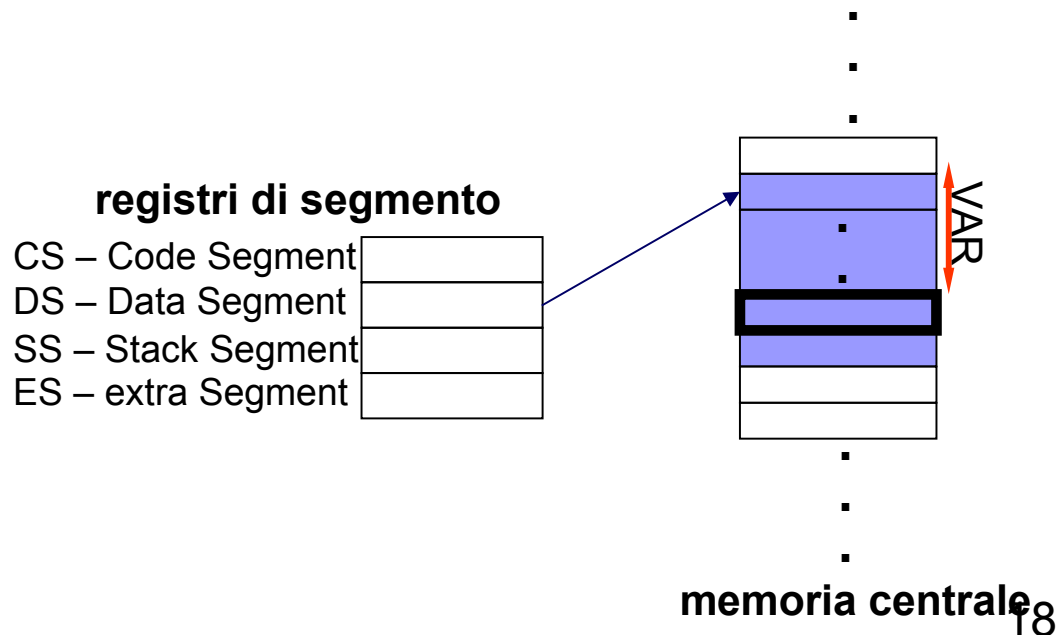 registri di segmento
CS – Code Segment
DS – Data Segment
SS – Stack Segment
ES – extra Segment
VAR
memoria centrale
18